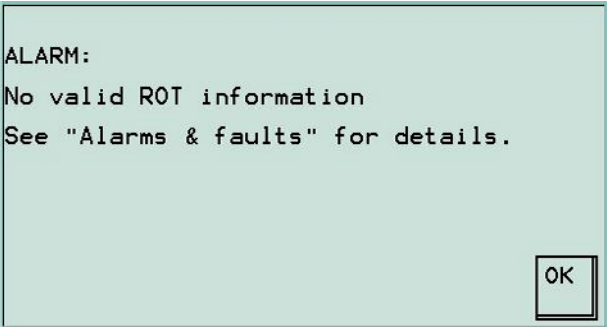 ALARM:
No valid ROT information
See "Alarms & faults" for details.
OK